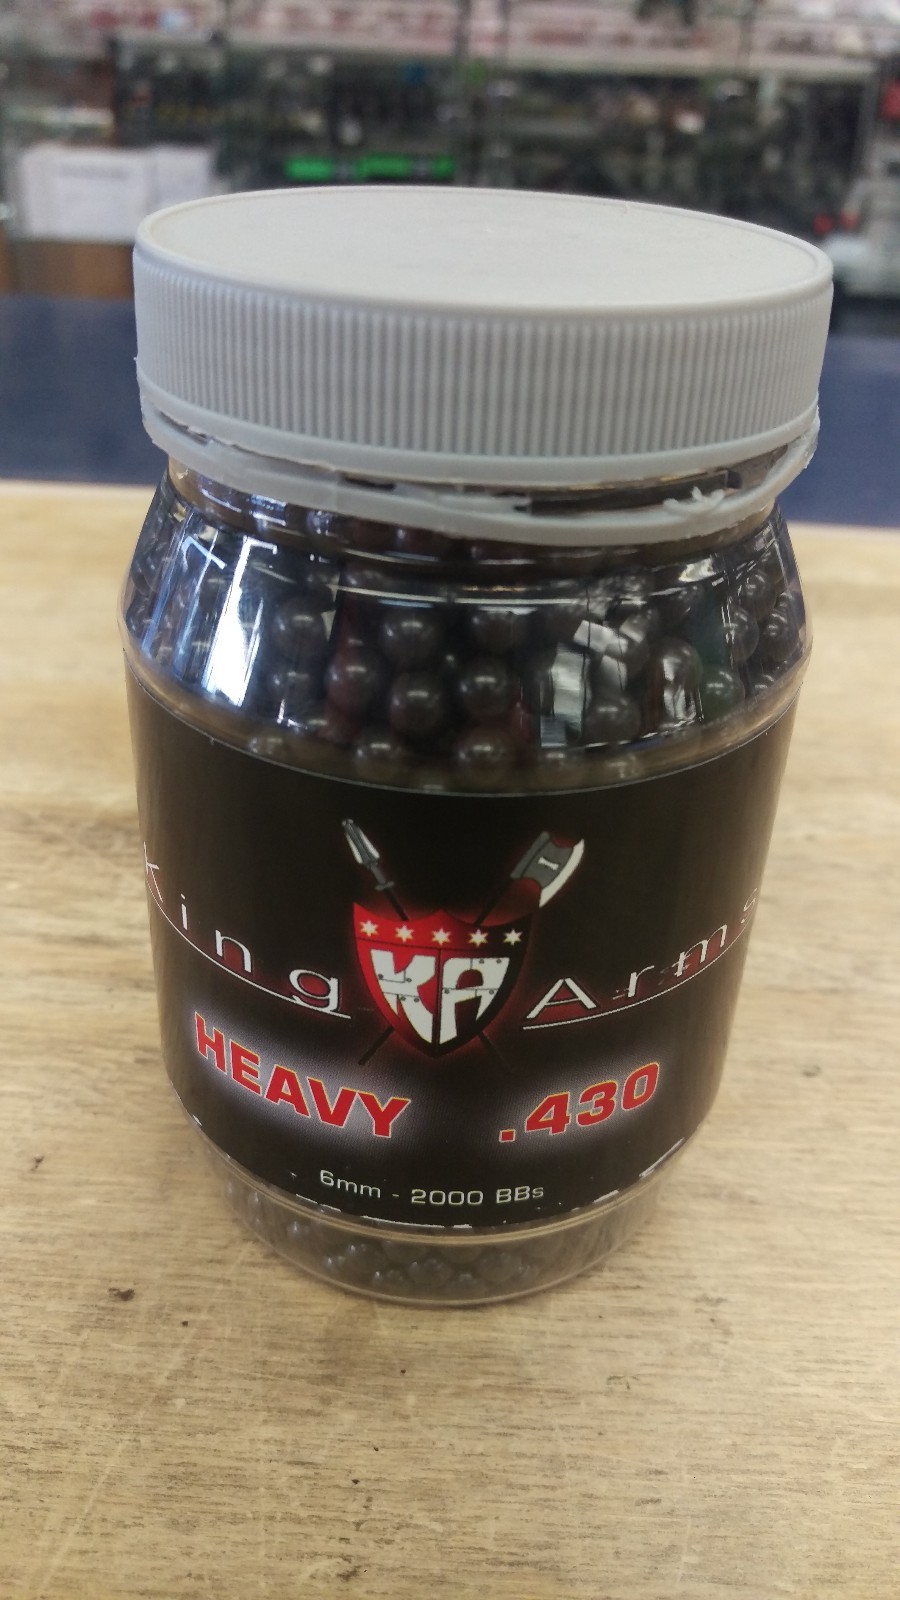 King KA Arms
HEAVY .430
6mm - 2000 BBs